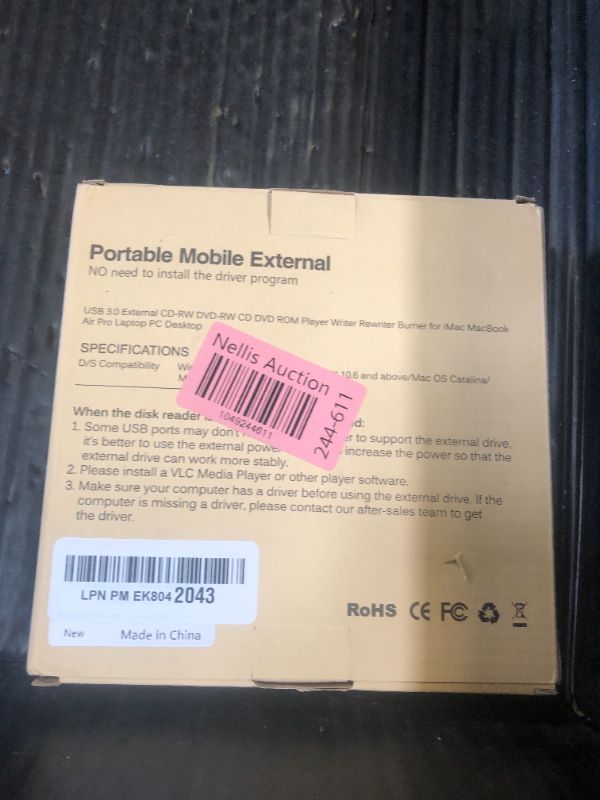 Portable Mobile External
NO need to install the driver program
USB 3.0 External CD-RW DVD-RW CD DVD ROM Player Writer Rewriter Burner for iMac MacBook
Air Pro Laptop PC Desktop
SPECIFICATIONS
D/S Compatibility 10.6 and above/Mac OS Catalina/
Nellis Auction
1049244611
244-611
When the disk reader
1. Some USB ports may don't to support the external drive,
it's better to use the external increase the power so that the
external drive can work more stably.
2. Please install a VLC Media Player or other player software.
3. Make sure your computer has a driver before using the external drive. If the
computer is missing a driver, please contact our after-sales team to get
the driver.
LPN PM EK804 2043
New Made in China
RoHS CE FC